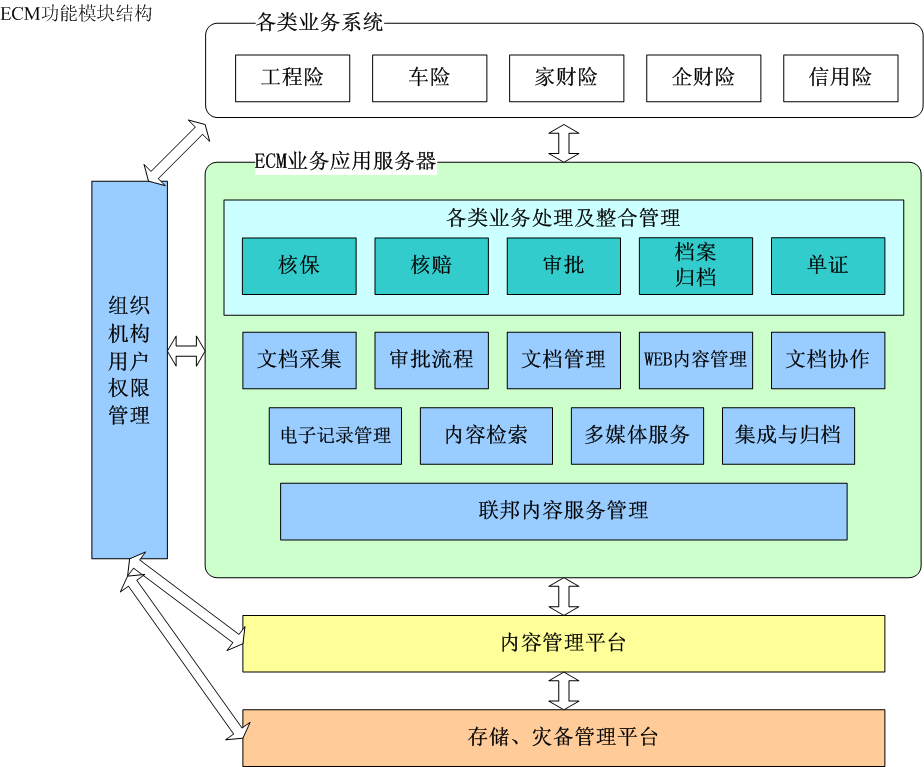 ECM功能模块结构
各类业务系统
工程险
车险
家财险
企财险
信用险
ECM业务应用服务器
各类业务处理及整合管理
核保
核赔
审批
档案
归档
单证
组织
机构
用户
权限
管理
文档采集
审批流程
文档管理
WEB内容管理
文档协作
电子记录管理
内容检索
多媒体服务
集成与归档
联邦内容服务管理
内容管理平台
存储、灾备管理平台